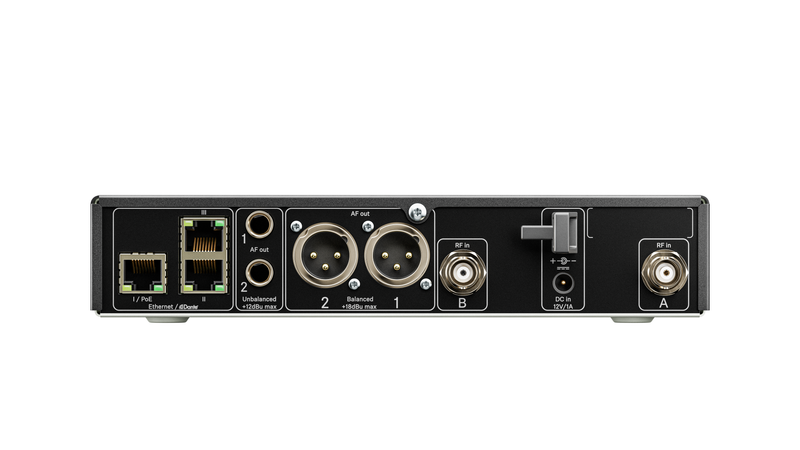 III
I / PoE
II
Ethernet / Dante
1
AF out
2
Unbalanced
+12dBu max
AF out
2
Balanced
+18dBu max
1
RF in
B
DC in
12V/1A
RF in
A